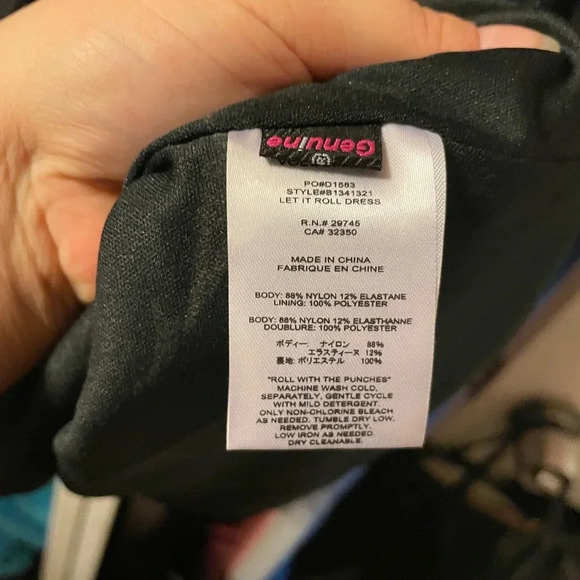 Genuine
PO#D1583
STYLE#81341321
LET IT ROLL DRESS
R.N.# 29745
CA# 32350
MADE IN CHINA
FABRIQUE EN CHINE
BODY: 88% NYLON 12% ELASTANE
LINING: 100% POLYESTER
BODY: 88% NYLON 12% ELASTHANNE
DOUBLURE: 100% POLYESTER
ボディー: ナイロン 88%
エラスティーヌ 12%
裏地: ポリエステル 100%
"ROLL WITH THE PUNCHES"
MACHINE WASH COLD,
SEPARATELY, GENTLE CYCLE
WITH MILD DETERGENT.
ONLY NON-CHLORINE BLEACH
AS NEEDED. TUMBLE DRY LOW.
REMOVE PROMPTLY.
LOW IRON AS NEEDED.
DRY CLEANABLE.